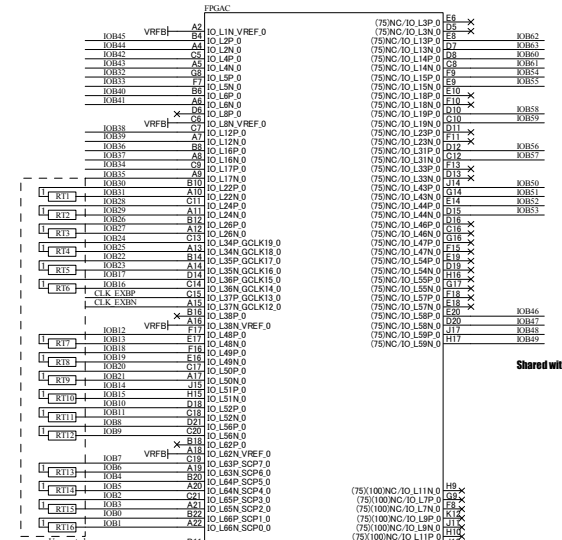 FPGAC
VRFB A2 IO_L1N_VREF_0
IOB45 B4 IO_L2P_0
IOB44 A4 IO_L2N_0
IOB42 C5 IO_L4P_0
IOB43 A5 IO_L4N_0
IOB32 G8 IO_L5P_0
IOB33 F7 IO_L5N_0
IOB40 B6 IO_L6P_0
IOB41 A6 IO_L6N_0
D6 IO_L8P_0
VRFB C6 IO_L8N_VREF_0
IOB38 C7 IO_L12P_0
IOB39 A7 IO_L12N_0
IOB36 B8 IO_L16P_0
IOB37 A8 IO_L16N_0
IOB34 C9 IO_L17P_0
IOB35 A9 IO_L17N_0
IOB30 B10 IO_L22P_0
1 RT1 IOB31 A10 IO_L22N_0
IOB28 C11 IO_L24P_0
1 RT2 IOB29 A11 IO_L24N_0
IOB26 B12 IO_L26P_0
1 RT3 IOB27 A12 IO_L26N_0
IOB24 C13 IO_L34P_GCLK19_0
1 RT4 IOB25 A13 IO_L34N_GCLK18_0
IOB22 B14 IO_L35P_GCLK17_0
1 RT5 IOB23 A14 IO_L35N_GCLK16_0
IOB17 D14 IO_L36P_GCLK15_0
1 RT6 IOB16 C14 IO_L36N_GCLK14_0
CLK_EXBP C15 IO_L37P_GCLK13_0
CLK_EXBN A15 IO_L37N_GCLK12_0
B16 IO_L38P_0
VRFB A16 IO_L38N_VREF_0
IOB12 F17 IO_L48P_0
1 RT7 IOB13 E17 IO_L48N_0
IOB18 F16 IO_L49P_0
1 RT8 IOB19 E16 IO_L49N_0
IOB20 C17 IO_L50P_0
1 RT9 IOB21 A17 IO_L50N_0
IOB14 J15 IO_L51P_0
1 RT10 IOB15 H15 IO_L51N_0
IOB10 D18 IO_L52P_0
1 RT11 IOB11 C18 IO_L52N_0
IOB8 D21 IO_L56P_0
1 RT12 IOB9 C20 IO_L56N_0
B18 IO_L62P_0
VRFB A18 IO_L62N_VREF_0
IOB7 C19 IO_L63P_SCP7_0
1 RT13 IOB6 A19 IO_L63N_SCP6_0
IOB4 B20 IO_L64P_SCP5_0
1 RT14 IOB5 A20 IO_L64N_SCP4_0
IOB2 C21 IO_L65P_SCP3_0
1 RT15 IOB3 A21 IO_L65N_SCP2_0
IOB0 B22 IO_L66P_SCP1_0
1 RT16 IOB1 A22 IO_L66N_SCP0_0
(75)NC/IO_L3P_0 E6
(75)NC/IO_L3N_0 D5
(75)NC/IO_L13P_0 E8 IOB62
(75)NC/IO_L13N_0 D7 IOB63
(75)NC/IO_L14P_0 D8 IOB60
(75)NC/IO_L14N_0 C8 IOB61
(75)NC/IO_L15P_0 F9 IOB54
(75)NC/IO_L15N_0 E9 IOB55
(75)NC/IO_L18P_0 E10
(75)NC/IO_L18N_0 F10
(75)NC/IO_L19P_0 D10 IOB58
(75)NC/IO_L19N_0 C10 IOB59
(75)NC/IO_L23P_0 D11
(75)NC/IO_L23N_0 F11
(75)NC/IO_L31P_0 D12 IOB56
(75)NC/IO_L31N_0 C12 IOB57
(75)NC/IO_L33P_0 F13
(75)NC/IO_L33N_0 D13
(75)NC/IO_L43P_0 J14 IOB50
(75)NC/IO_L43N_0 G14 IOB51
(75)NC/IO_L44P_0 E14 IOB52
(75)NC/IO_L44N_0 D15 IOB53
(75)NC/IO_L46P_0 D16
(75)NC/IO_L46N_0 C16
(75)NC/IO_L47P_0 G16
(75)NC/IO_L47N_0 F15
(75)NC/IO_L54P_0 E19
(75)NC/IO_L54N_0 D19
(75)NC/IO_L55P_0 H16
(75)NC/IO_L55N_0 G17
(75)NC/IO_L57P_0 F18
(75)NC/IO_L57N_0 E18
(75)NC/IO_L58P_0 E20 IOB46
(75)NC/IO_L58N_0 D20 IOB47
(75)NC/IO_L59P_0 J17 IOB48
(75)NC/IO_L59N_0 H17 IOB49
Shared wit
(75)(100)NC/IO_L11N_0 H9
(75)(100)NC/IO_L7P_0 G9
(75)(100)NC/IO_L7N_0 F8
(75)(100)NC/IO_L9P_0 K12
(75)(100)NC/IO_L9N_0 J11
(75)(100)NC/IO_L11P_0 H10